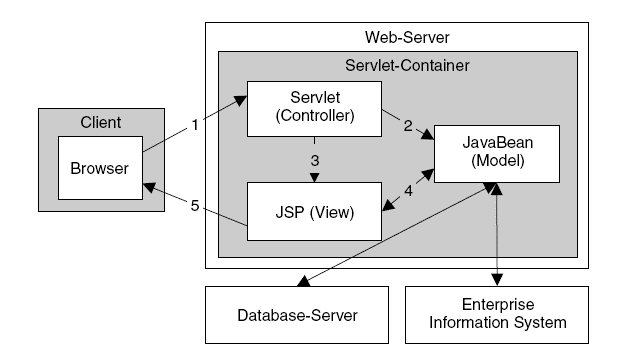 Web-Server
Servlet-Container
Servlet
(Controller)
Client
Browser
1
2
JavaBean
(Model)
3
4
JSP (View)
5
Database-Server
Enterprise
Information System